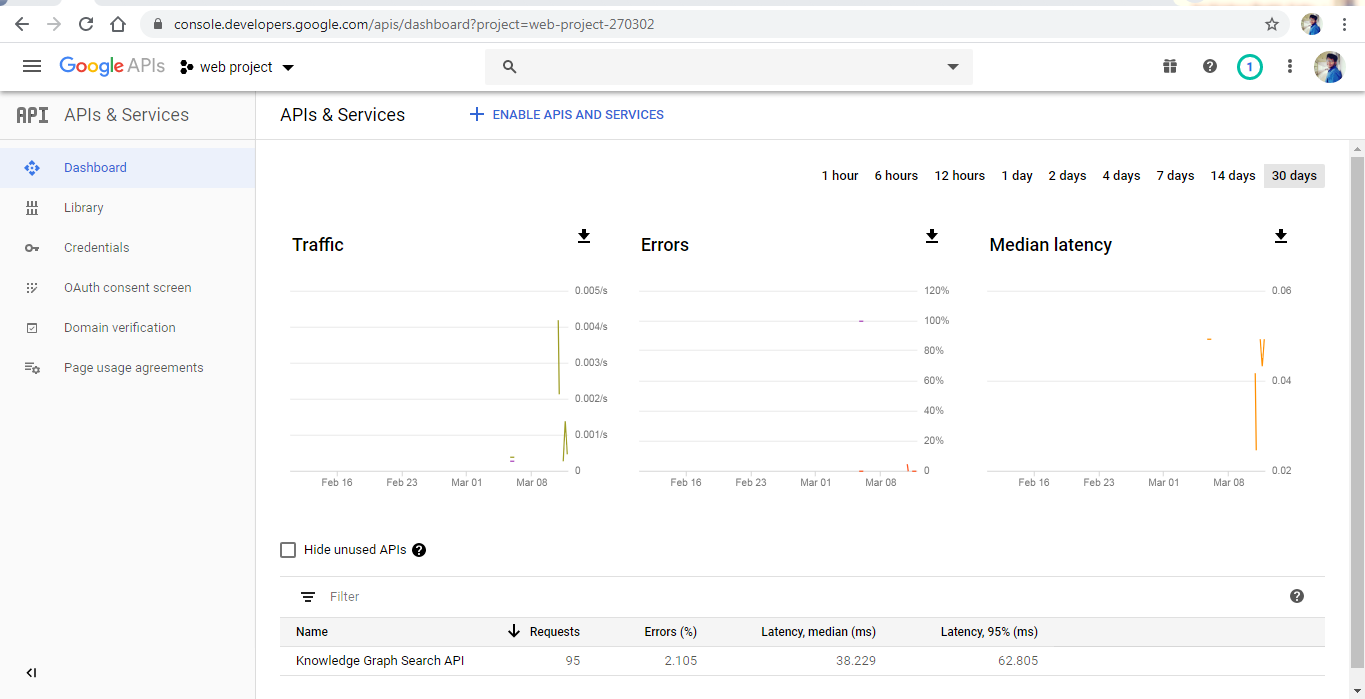 console.developers.google.com/apis/dashboard?project=web-project-270302
Google APIs web project 1
API APIs & Services
APIs & Services ENABLE APIS AND SERVICES
Dashboard
Library
Credentials
OAuth consent screen
Domain verification
Page usage agreements
1 hour 6 hours 12 hours 1 day 2 days 4 days 7 days 14 days 30 days
Traffic
0.005/s
0.004/s
0.003/s
0.002/s
0.001/s
0
Feb 16 Feb 23 Mar 01 Mar 08
Errors
120%
100%
80%
60%
40%
20%
0
Feb 16 Feb 23 Mar 01 Mar 08
Median latency
0.06
0.04
0.02
Feb 16 Feb 23 Mar 01 Mar 08
Hide unused APIs ?
Filter ?
Name Requests Errors (%) Latency, median (ms) Latency, 95% (ms)
Knowledge Graph Search API 95 2.105 38.229 62.805